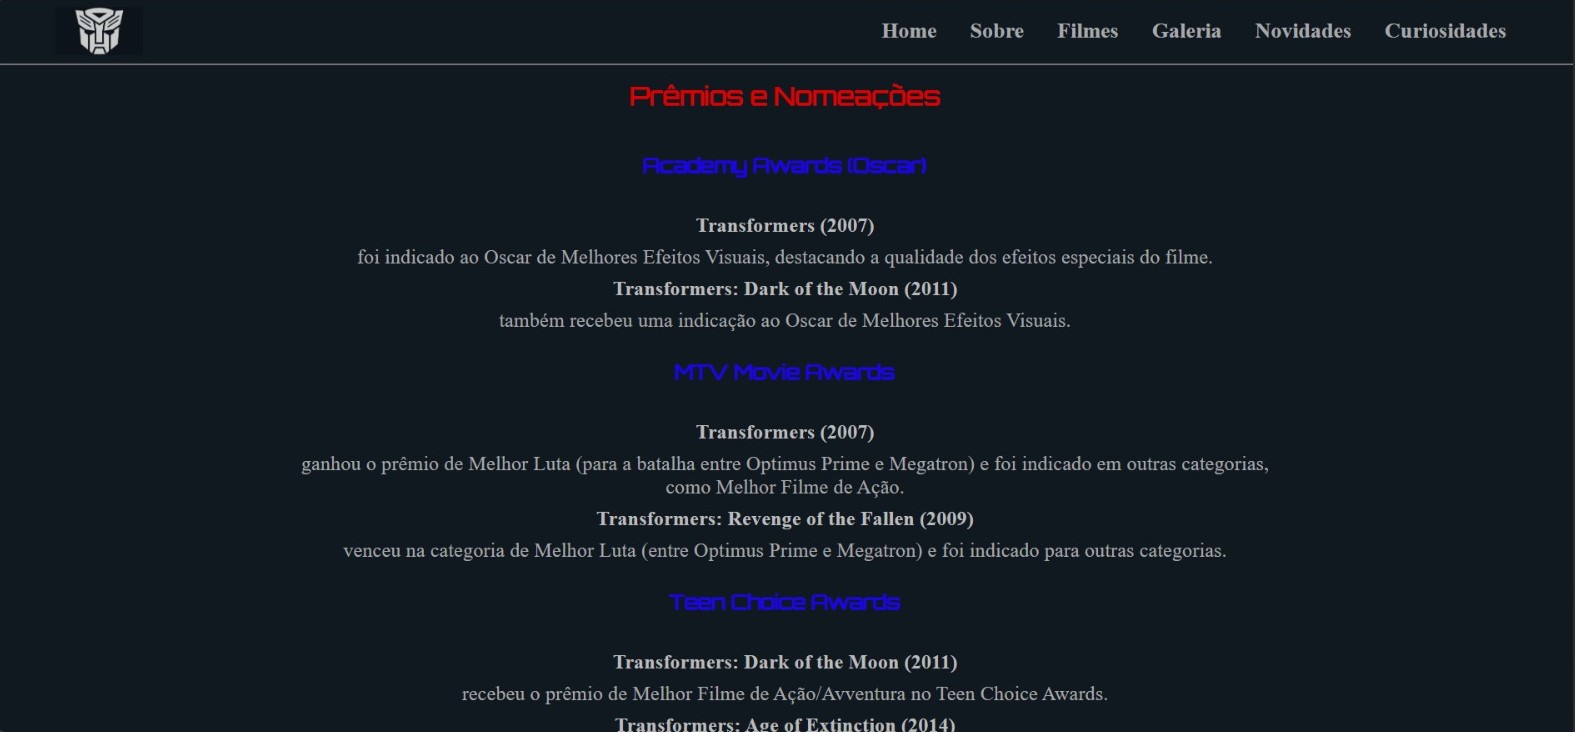 Home Sobre Filmes Galeria Novidades Curiosidades
Prêmios e Nomeações
Academy Awards (Oscar)
Transformers (2007)
foi indicado ao Oscar de Melhores Efeitos Visuais, destacando a qualidade dos efeitos especiais do filme.
Transformers: Dark of the Moon (2011)
também recebeu uma indicação ao Oscar de Melhores Efeitos Visuais.
MTV Movie Awards
Transformers (2007)
ganhou o prêmio de Melhor Luta (para a batalha entre Optimus Prime e Megatron) e foi indicado em outras categorias,
como Melhor Filme de Ação.
Transformers: Revenge of the Fallen (2009)
venceu na categoria de Melhor Luta (entre Optimus Prime e Megatron) e foi indicado para outras categorias.
Teen Choice Awards
Transformers: Dark of the Moon (2011)
recebeu o prêmio de Melhor Filme de Ação/Avventura no Teen Choice Awards.
Transformers: Age of Extinction (2014)